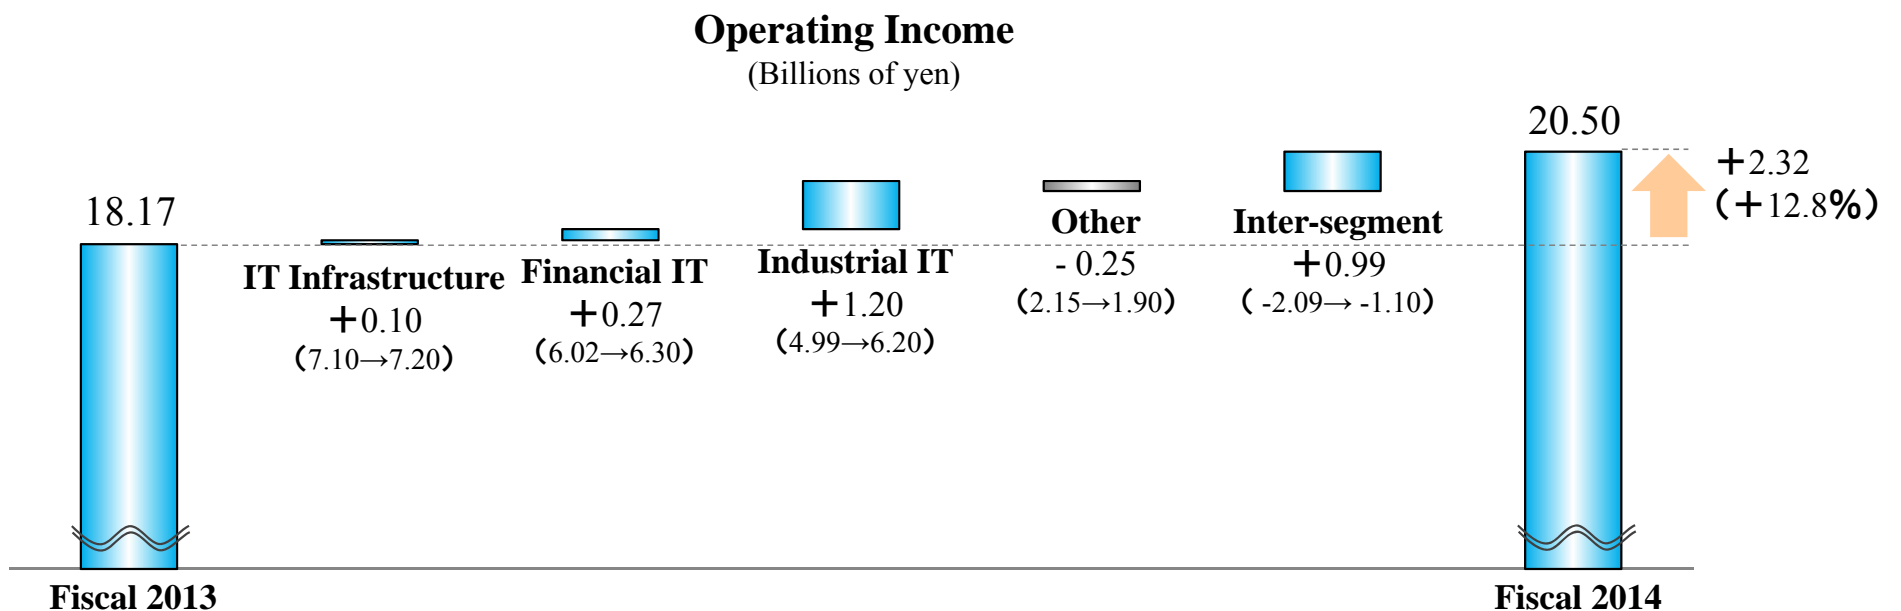 Operating Income
(Billions of yen)
18.17
20.50
+2.32
(+12.8%)
IT Infrastructure
+0.10
(7.10→7.20)
Financial IT
+0.27
(6.02→6.30)
Industrial IT
+1.20
(4.99→6.20)
Other
- 0.25
(2.15→1.90)
Inter-segment
+0.99
( -2.09→ -1.10)
Fiscal 2013
Fiscal 2014